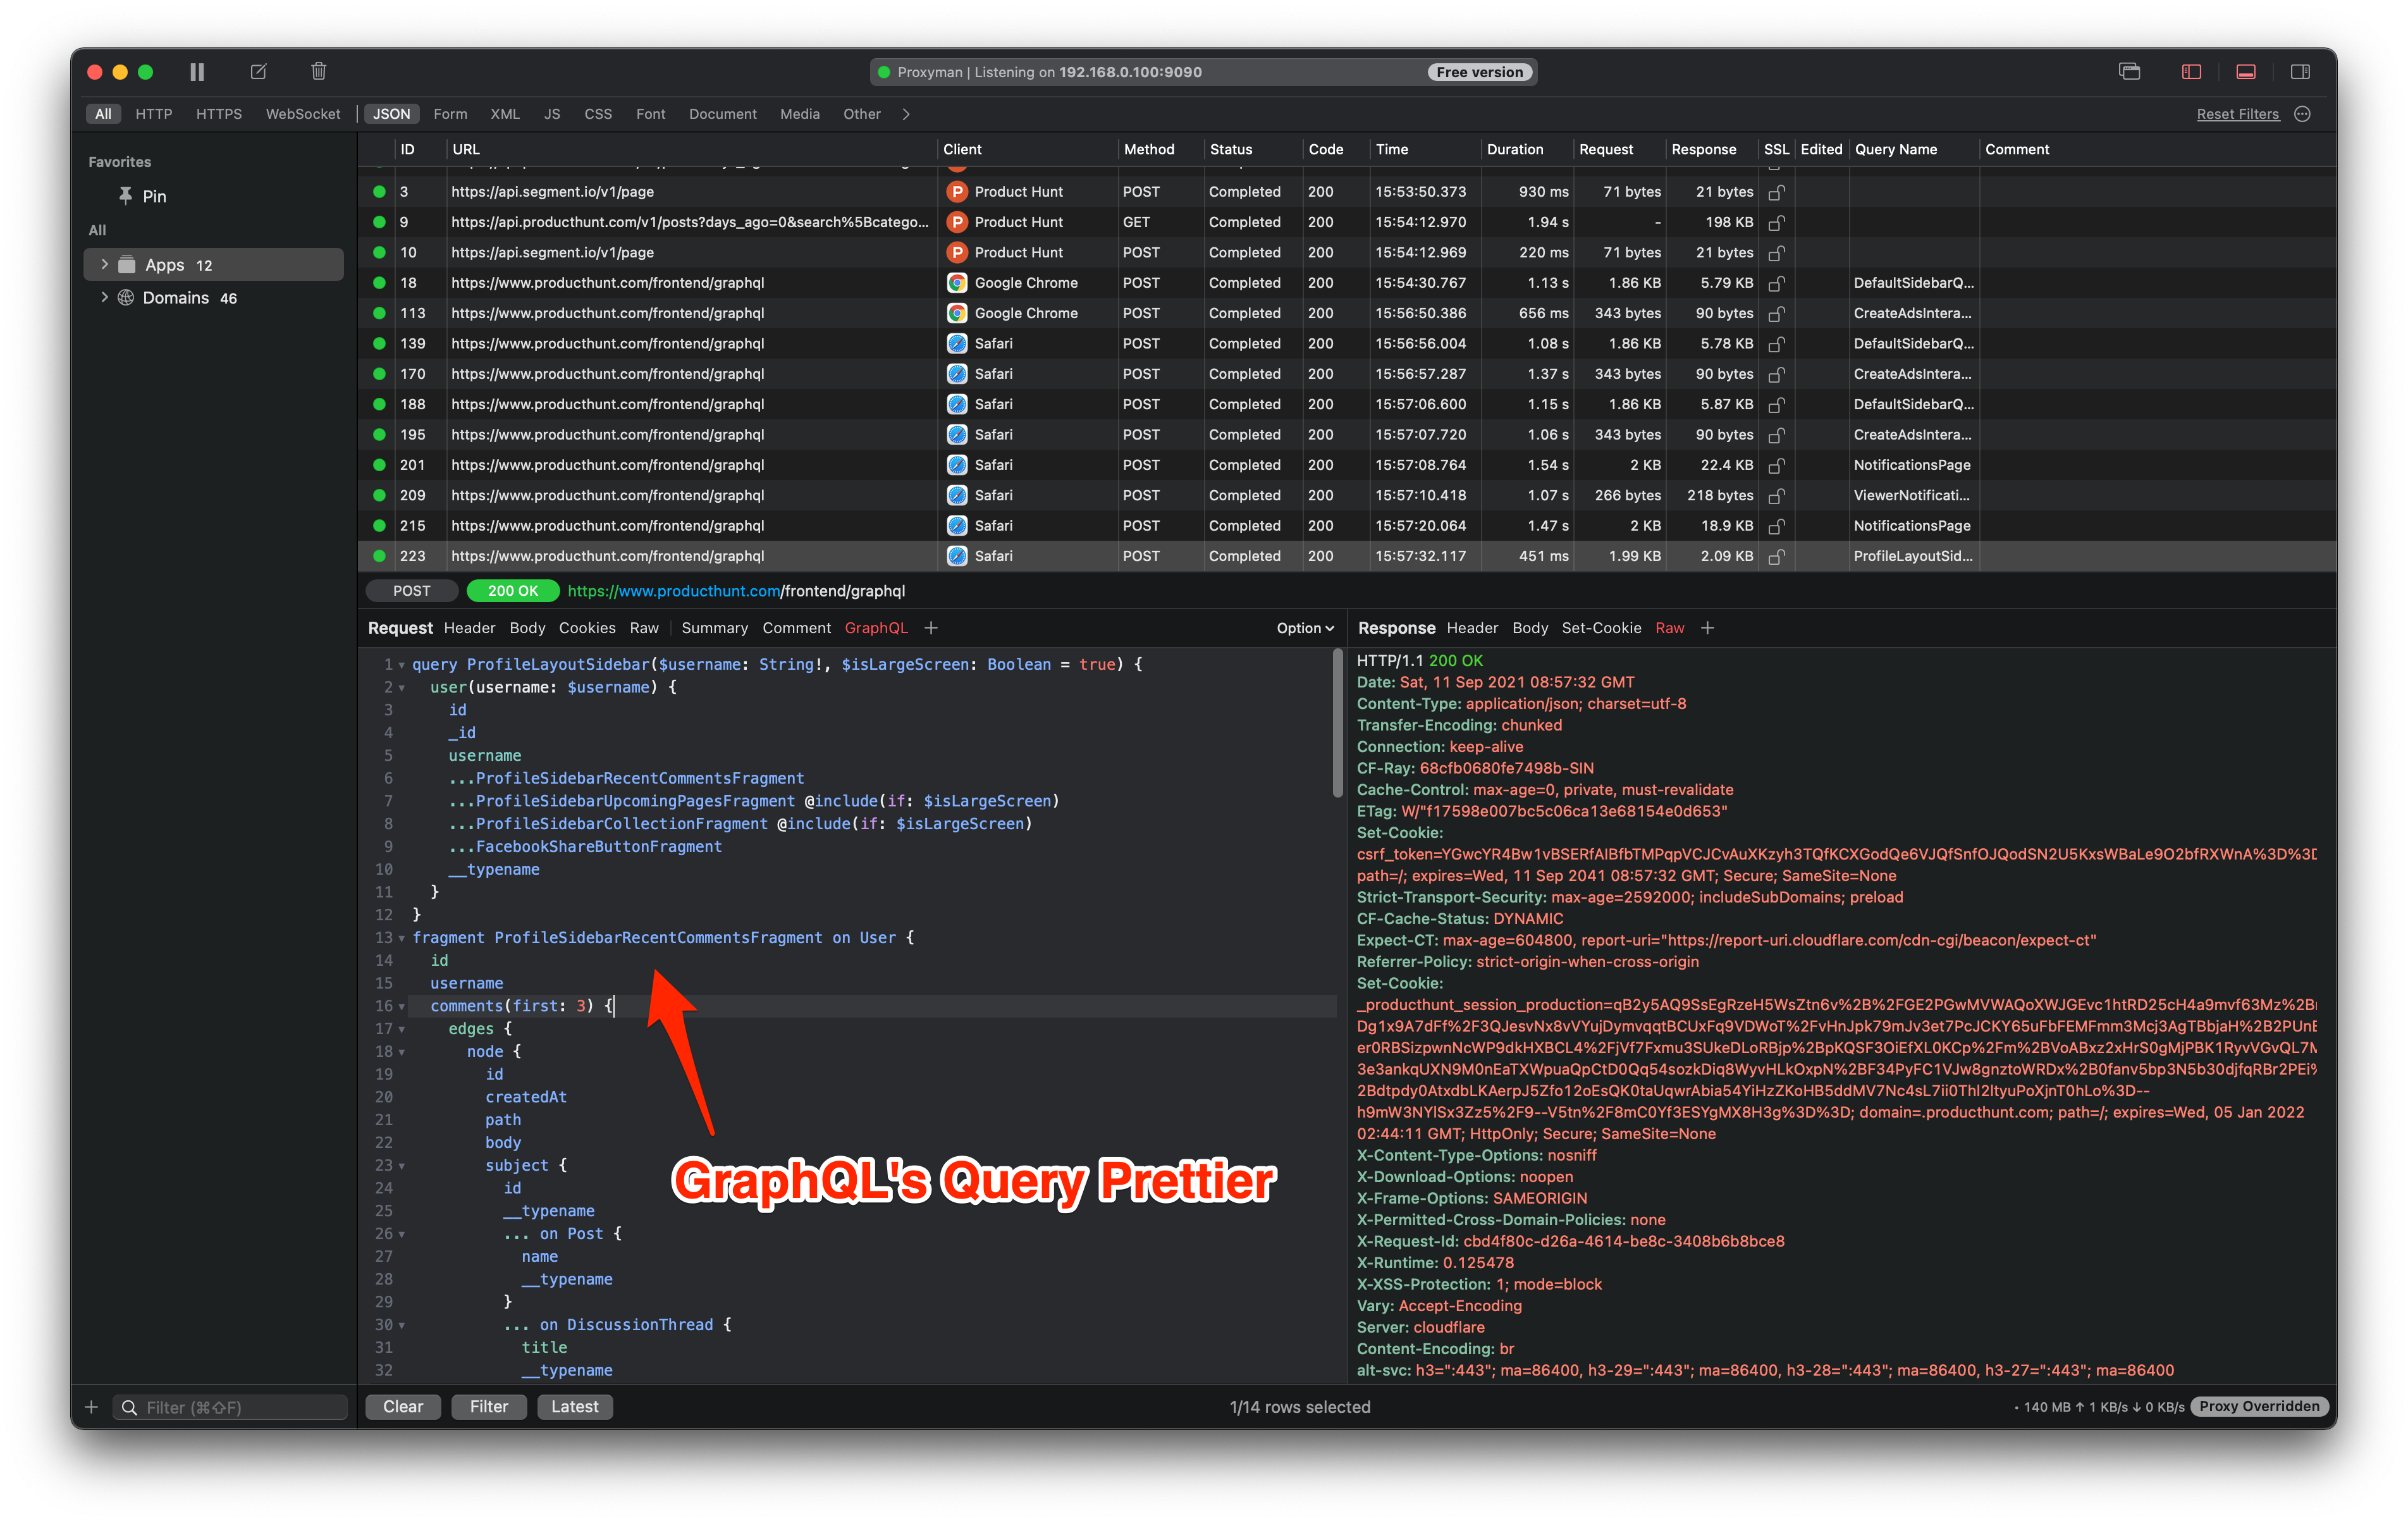 Proxyman | Listening on 192.168.0.100:9090 Free version
All HTTP HTTPS WebSocket JSON Form XML JS CSS Font Document Media Other Reset Filters
Favorites
Pin
All
Apps 12
Domains 46
ID URL Client Method Status Code Time Duration Request Response SSL Edited Query Name Comment
3 https://api.segment.io/v1/page Product Hunt POST Completed 200 15:53:50.373 930 ms 71 bytes 21 bytes
9 https://api.producthunt.com/v1/posts?days_ago=0&search%5Bcatego... Product Hunt GET Completed 200 15:54:12.970 1.94 s - 198 KB
10 https://api.segment.io/v1/page Product Hunt POST Completed 200 15:54:12.969 220 ms 71 bytes 21 bytes
18 https://www.producthunt.com/frontend/graphql Google Chrome POST Completed 200 15:54:30.767 1.13 s 1.86 KB 5.79 KB DefaultSidebarQ...
113 https://www.producthunt.com/frontend/graphql Google Chrome POST Completed 200 15:56:50.386 656 ms 343 bytes 90 bytes CreateAdsIntera...
139 https://www.producthunt.com/frontend/graphql Safari POST Completed 200 15:56:56.004 1.08 s 1.86 KB 5.78 KB DefaultSidebarQ...
170 https://www.producthunt.com/frontend/graphql Safari POST Completed 200 15:56:57.287 1.37 s 343 bytes 90 bytes CreateAdsIntera...
188 https://www.producthunt.com/frontend/graphql Safari POST Completed 200 15:57:06.600 1.15 s 1.86 KB 5.87 KB DefaultSidebarQ...
195 https://www.producthunt.com/frontend/graphql Safari POST Completed 200 15:57:07.720 1.06 s 343 bytes 90 bytes CreateAdsIntera...
201 https://www.producthunt.com/frontend/graphql Safari POST Completed 200 15:57:08.764 1.54 s 2 KB 22.4 KB NotificationsPage
209 https://www.producthunt.com/frontend/graphql Safari POST Completed 200 15:57:10.418 1.07 s 266 bytes 218 bytes ViewerNotificati...
215 https://www.producthunt.com/frontend/graphql Safari POST Completed 200 15:57:20.064 1.47 s 2 KB 18.9 KB NotificationsPage
223 https://www.producthunt.com/frontend/graphql Safari POST Completed 200 15:57:32.117 451 ms 1.99 KB 2.09 KB ProfileLayoutSid...
POST 200 OK https://www.producthunt.com/frontend/graphql
Request Header Body Cookies Raw Summary Comment GraphQL + Option
1 query ProfileLayoutSidebar($username: String!, $isLargeScreen: Boolean = true) {
2 user(username: $username) {
3 id
4 _id
5 username
6 ...ProfileSidebarRecentCommentsFragment
7 ...ProfileSidebarUpcomingPagesFragment @include(if: $isLargeScreen)
8 ...ProfileSidebarCollectionFragment @include(if: $isLargeScreen)
9 ...FacebookShareButtonFragment
10 __typename
11 }
12 }
13 fragment ProfileSidebarRecentCommentsFragment on User {
14 id
15 username
16 comments(first: 3) {
17 edges {
18 node {
19 id
20 createdAt
21 path
22 body
23 subject {
24 id
25 __typename
26 ... on Post {
27 name
28 __typename
29 }
30 ... on DiscussionThread {
31 title
32 __typename
GraphQL's Query Prettier
Response Header Body Set-Cookie Raw +
HTTP/1.1 200 OK
Date: Sat, 11 Sep 2021 08:57:32 GMT
Content-Type: application/json; charset=utf-8
Transfer-Encoding: chunked
Connection: keep-alive
CF-Ray: 68cfb0680fe7498b-SIN
Cache-Control: max-age=0, private, must-revalidate
ETag: W/"f17598e007bc5c06ca13e68154e0d653"
Set-Cookie:
path=/; expires=Wed, 11 Sep 2041 08:57:32 GMT; Secure; SameSite=None
Strict-Transport-Security: max-age=2592000; includeSubDomains; preload
CF-Cache-Status: DYNAMIC
Expect-CT: max-age=604800, report-uri="https://report-uri.cloudflare.com/cdn-cgi/beacon/expect-ct"
Referrer-Policy: strict-origin-when-cross-origin
Set-Cookie:
domain=.producthunt.com; path=/; expires=Wed, 05 Jan 2022
02:44:11 GMT; HttpOnly; Secure; SameSite=None
X-Content-Type-Options: nosniff
X-Download-Options: noopen
X-Frame-Options: SAMEORIGIN
X-Permitted-Cross-Domain-Policies: none
X-Request-Id: cbd4f80c-d26a-4614-be8c-3408b6b8bce8
X-Runtime: 0.125478
X-XSS-Protection: 1; mode=block
Vary: Accept-Encoding
Server: cloudflare
Content-Encoding: br
alt-svc: h3=":443"; ma=86400, h3-29=":443"; ma=86400, h3-28=":443"; ma=86400, h3-27=":443"; ma=86400
+ Filter (⌘⇧F) Clear Filter Latest 1/14 rows selected • 140 MB ↑ 1 KB/s ↓ 0 KB/s Proxy Overridden